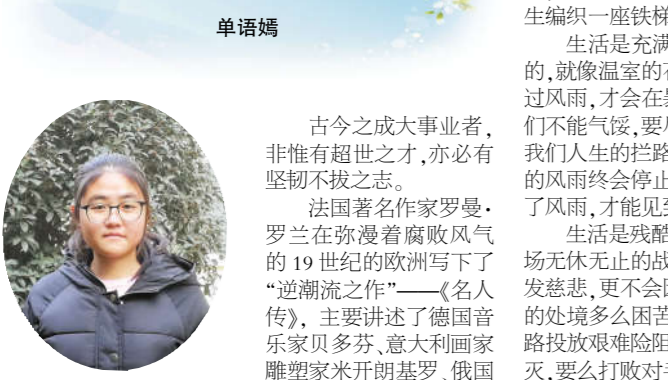 单语嫣
古今之成大事业者，
非惟有超世之才，亦必有
坚韧不拔之志。
法国著名作家罗曼·
罗兰在弥漫着腐败风气
的 19 世纪的欧洲写下了
“逆潮流之作”——《名人
传》，主要讲述了德国音
乐家贝多芬、意大利画家
雕塑家米开朗基罗、俄国
生编织一座铁梯
生活是充满
的，就像温室的花
过风雨，才会在
们不能气馁，要
我们人生的拦路
的风雨终会停止
了风雨，才能见到
生活是残酷
场无休无止的战
发慈悲，更不会因
的处境多么困苦
路投放艰难险阻
灭，要么打败对手